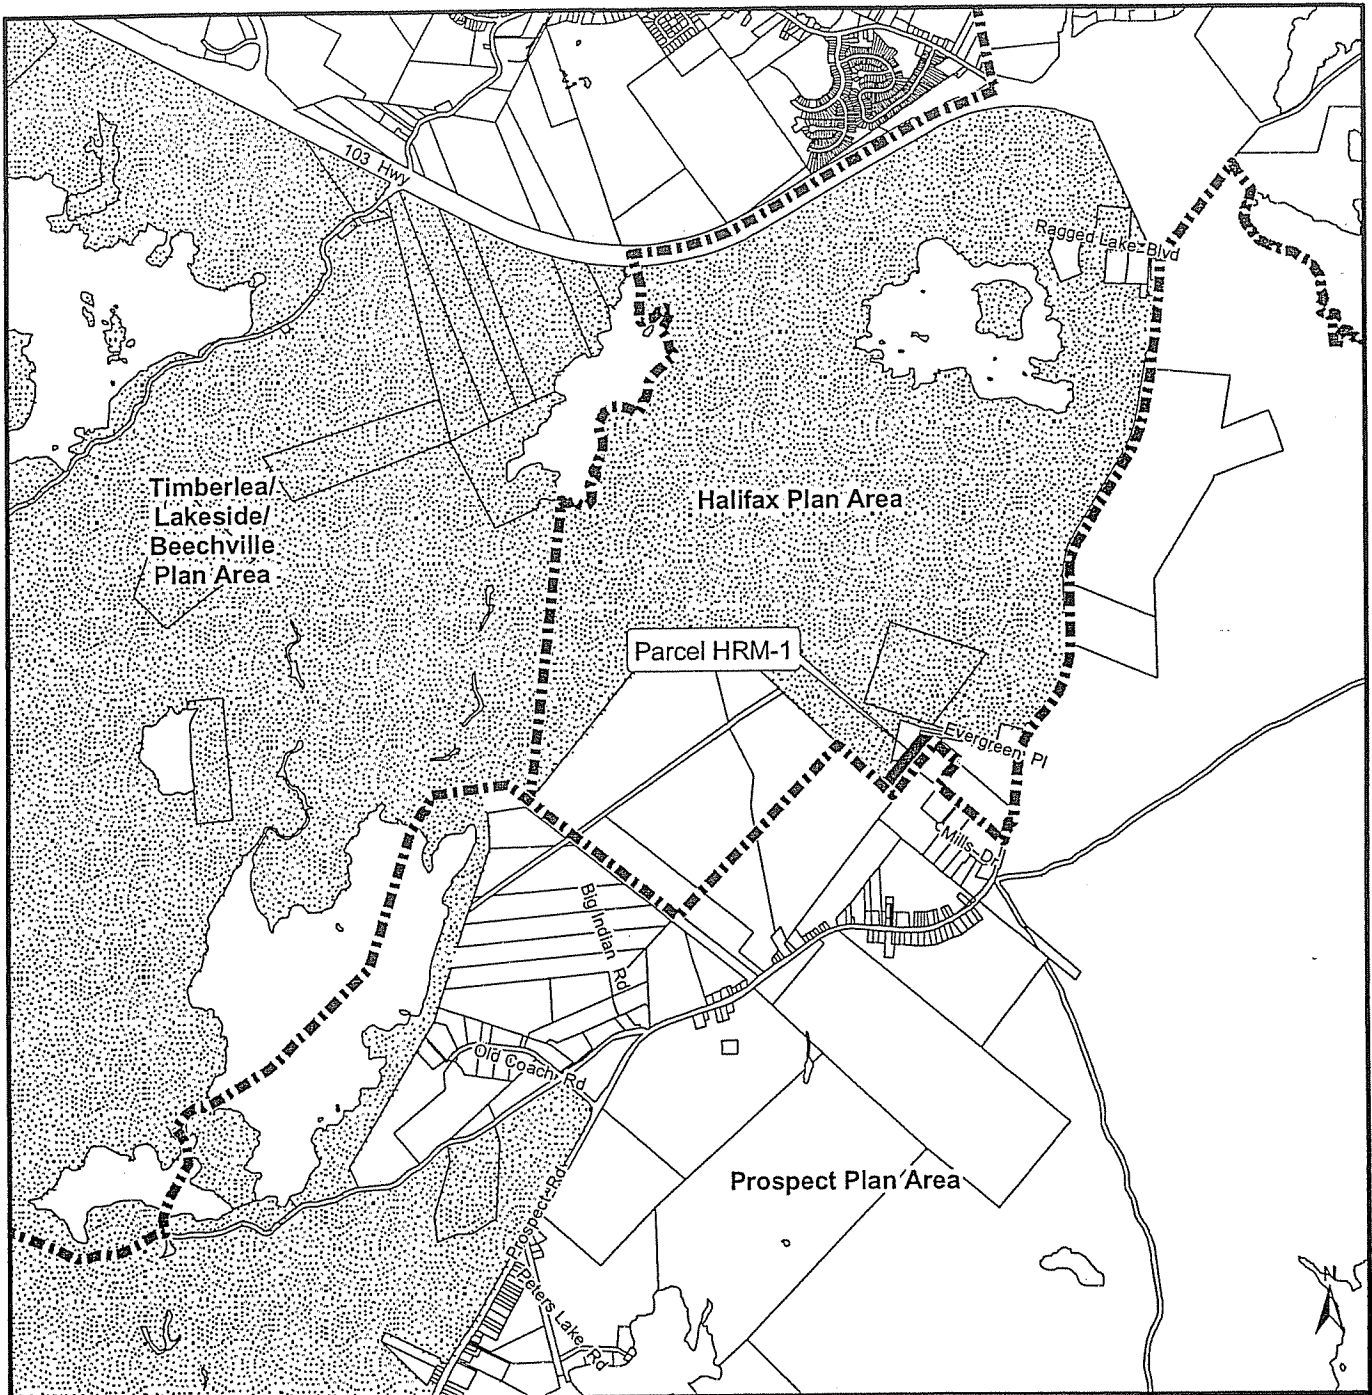 103 Hwy
Ragged Lake Blvd
Timberlea/
Lakeside/
Beechville
Plan Area
Halifax Plan Area
Parcel HRM-1
Evergreen Pl
Mills Dr
Big Indian Rd
Old Coach Rd
Prospect Plan Area
Prospect Rd
Peters Lake Rd
N